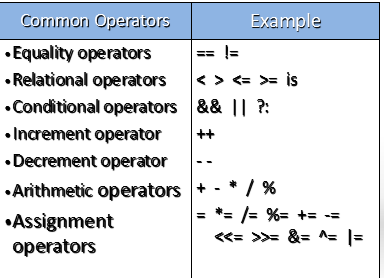 Common Operators Example
•Equality operators == !=
•Relational operators < > <= >= is
•Conditional operators && || ?:
•Increment operator ++
•Decrement operator --
•Arithmetic operators + - * / %
•Assignment operators = *= /= %= += -=
<<= >>= &= ^= |=